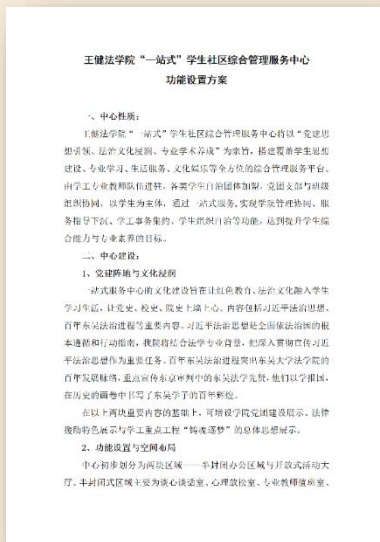 王健法学院“一站式”学生社区综合管理服务中心
功能设置方案
一、中心性质：
王健法学院“一站式”学生社区综合管理服务中心将以“党建思
想引领、法治文化浸润、专业学术养成”为宗旨，搭建覆盖学生思想
建设、专业学习、生活服务、文化娱乐等全方位的综合管理服务平台。
由学工专业教师队伍进驻，各类学生自治团体加盟，党团支部与班级
组织协同，以学生为主体，通过一站式服务，实现学院管理协同、服
务指导下沉、学工事务集约、学生组织自治等功能，达到提升学生综
合能力与专业素养的目标。
二、中心建设：
1、党建阵地与文化浸润
一站式服务中心的文化建设旨在让红色教育、法治文化融入学生
学习生活，让党史、校史、院史上墙上心。内容包括习近平法治思想、
百年东吴法治进程等重要内容。习近平法治思想是全面依法治国的根
本遵循和行动指南，我院将结合法学专业背景，把深入贯彻宣传习近
平法治思想作为重要任务。百年东吴法治进程突出东吴大学法学院的
百年发展脉络，重点宣传东京审判中的东吴法学先贤，他们以学报国，
在历史的画卷中书写了东吴学子的百年辉煌。
在以上两块重要内容的基础上，可增设学院党团建设展示、法律
援助特色展示与学工重点工程“铸魂逐梦”的总体思想展示。
2、功能设置与空间布局
中心初步划分为两块区域——半封闭办公区域与开放式活动大
厅。半封闭式区域主要为谈心谈话室、心理放松室、专业教师值班室、